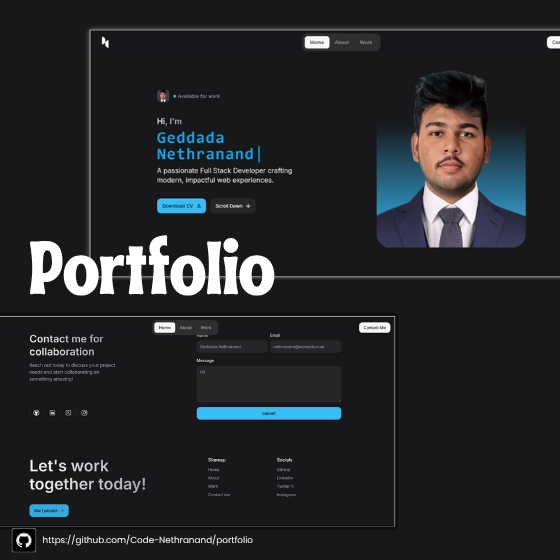 Home About Work
Co
Available for work
Hi, I'm
Geddada
Nethranand
A passionate Full Stack Developer crafting
modern, impactful web experiences.
Download CV Scroll Down
Portfolio
Home About Work
Contact Me
Contact me for
collaboration
Reach out today to discuss your project
needs and start collaborating on
something amazing!
Name Email
Geddada Nethranand nethranand@example.com
Message
Hi!
Submit
Let's work
together today!
Start project
Sitemap
Home
About
Work
Contact me
Socials
GitHub
LinkedIn
Twitter X
Instagram
https://github.com/Code-Nethranand/portfolio